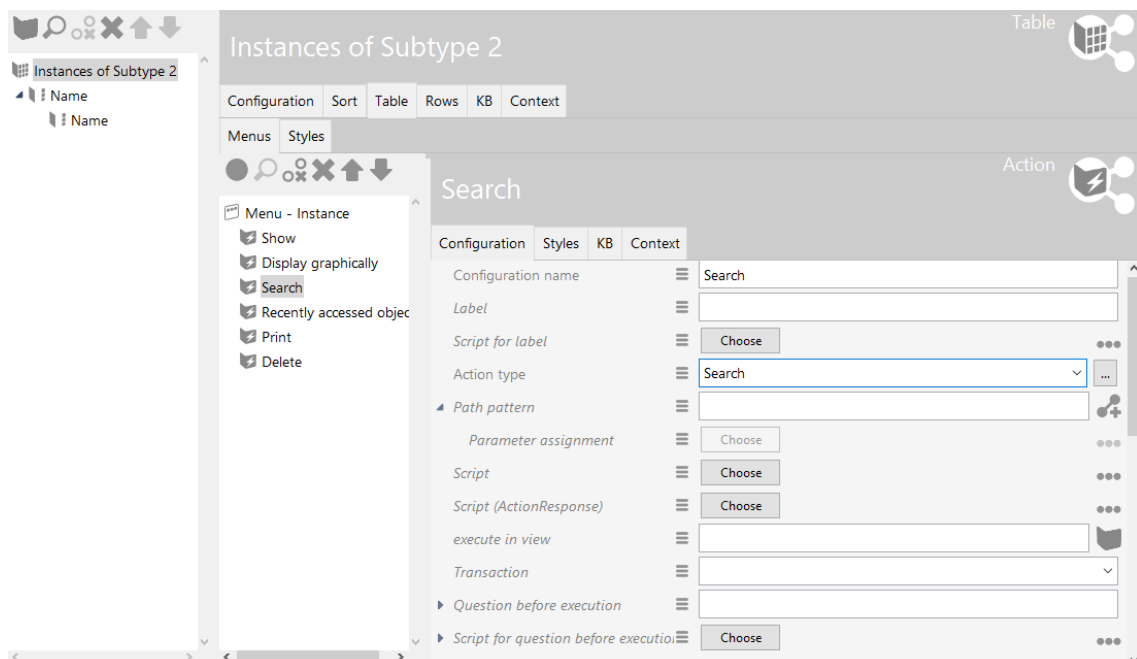 Table
Instances of Subtype 2
Instances of Subtype 2
Name
Name
Configuration Sort Table Rows KB Context
Menus Styles
Action
Search
Menu - Instance
Show
Display graphically
Search
Recently accessed objec
Print
Delete
Configuration Styles KB Context
Configuration name Search
Label
Script for label Choose
Action type Search ...
Path pattern
Parameter assignment Choose
Script Choose
Script (ActionResponse) Choose
execute in view
Transaction
Question before execution
Script for question before execution Choose